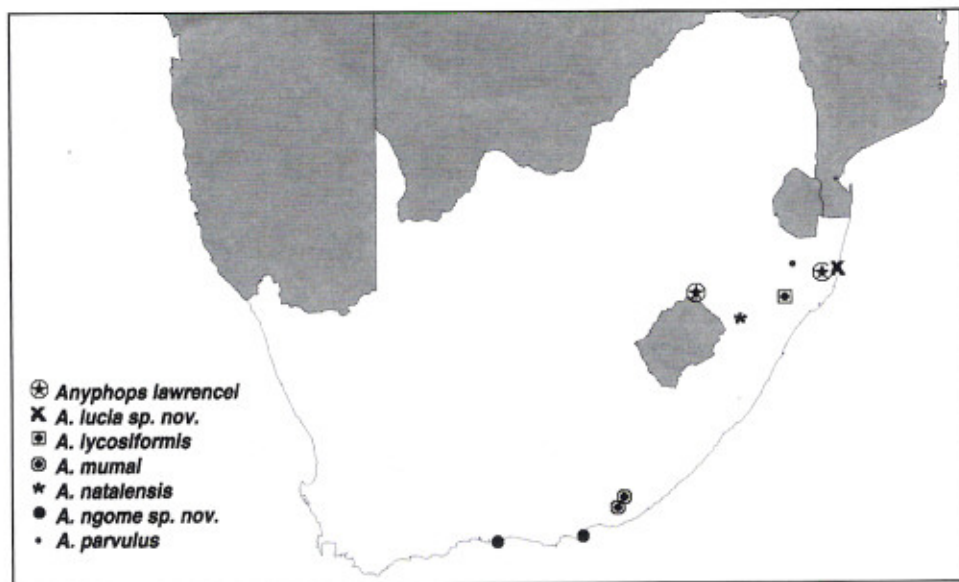 Anyphops lawrencei
A. lucia sp. nov.
A. lycosiformis
A. mumai
A. natalensis
A. ngome sp. nov.
A. parvulus